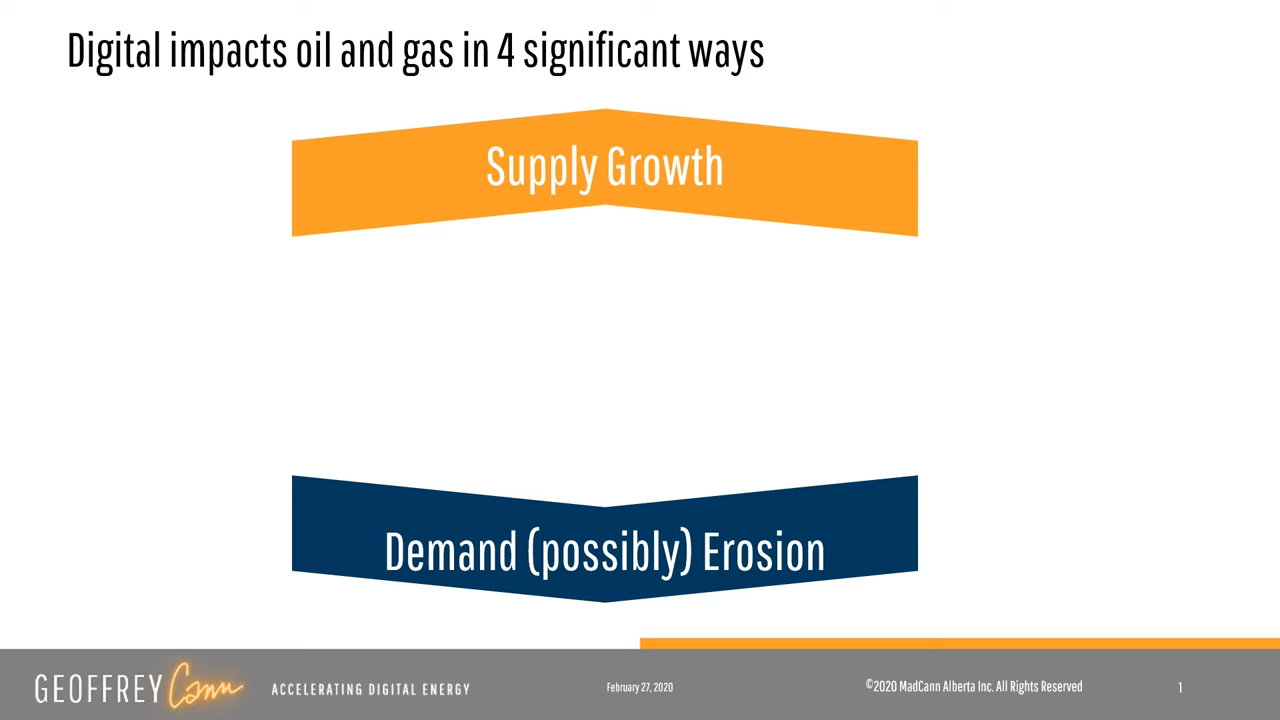 Digital impacts oil and gas in 4 significant ways
Supply Growth
Demand (possibly) Erosion
GEOFFREY Cann ACCELERATING DIGITAL ENERGY
February 27, 2020
©2020 MadCann Alberta Inc. All Rights Reserved
1